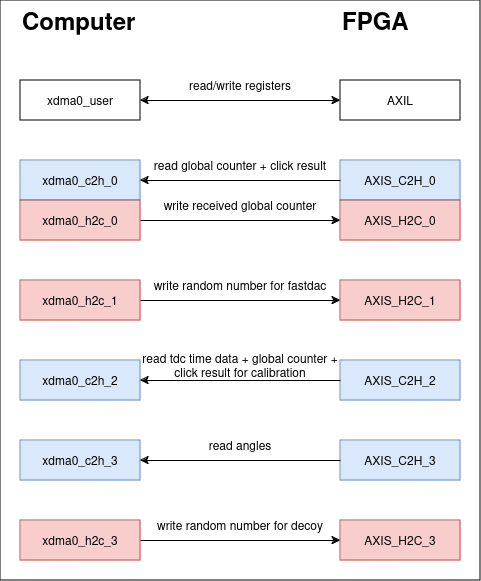 Computer FPGA
read/write registers
xdma0_user AXIL
read global counter + click result
xdma0_c2h_0 AXIS_C2H_0
write received global counter
xdma0_h2c_0 AXIS_H2C_0
write random number for fastdac
xdma0_h2c_1 AXIS_H2C_1
read tdc time data + global counter +
click result for calibration
xdma0_c2h_2 AXIS_C2H_2
read angles
xdma0_c2h_3 AXIS_C2H_3
write random number for decoy
xdma0_h2c_3 AXIS_H2C_3